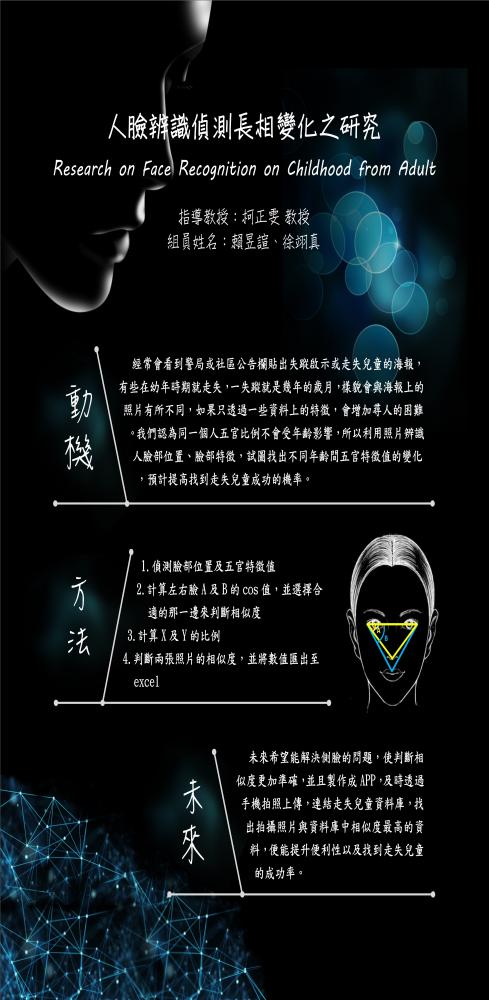 人臉辨識偵測長相變化之研究
Research on Face Recognition on Childhood from Adult
指導教授：柯正雯 教授
組員姓名：賴昱諠、徐翊真
動
機
經常會看到警局或社區公告欄貼出失蹤啟示或走失兒童的海報，
有些在幼年時期就走失，一失蹤就是幾年的歲月，樣貌會與海報上的
照片有所不同，如果只透過一些資料上的特徵，會增加尋人的困難
。我們認為同一個人五官比例不會受年齡影響，所以利用照片辨識
人臉部位置、臉部特徵，試圖找出不同年齡間五官特徵值的變化
，預計提高找到走失兒童成功的機率。
方
法
1. 偵測臉部位置及五官特徵值
2. 計算左右臉 A 及 B 的 cos 值，並選擇合
適的那一邊來判斷相似度
3. 計算 X 及 Y 的比例
4. 判斷兩張照片的相似度，並將數值匯出至
excel
A
B
未
來
未來希望能解決側臉的問題，使判斷相
似度更加準確，並且製作成 APP，及時透過
手機拍照上傳，連結走失兒童資料庫，找
出拍攝照片與資料庫中相似度最高的資
料，便能提升便利性以及找到走失兒童
的成功率。